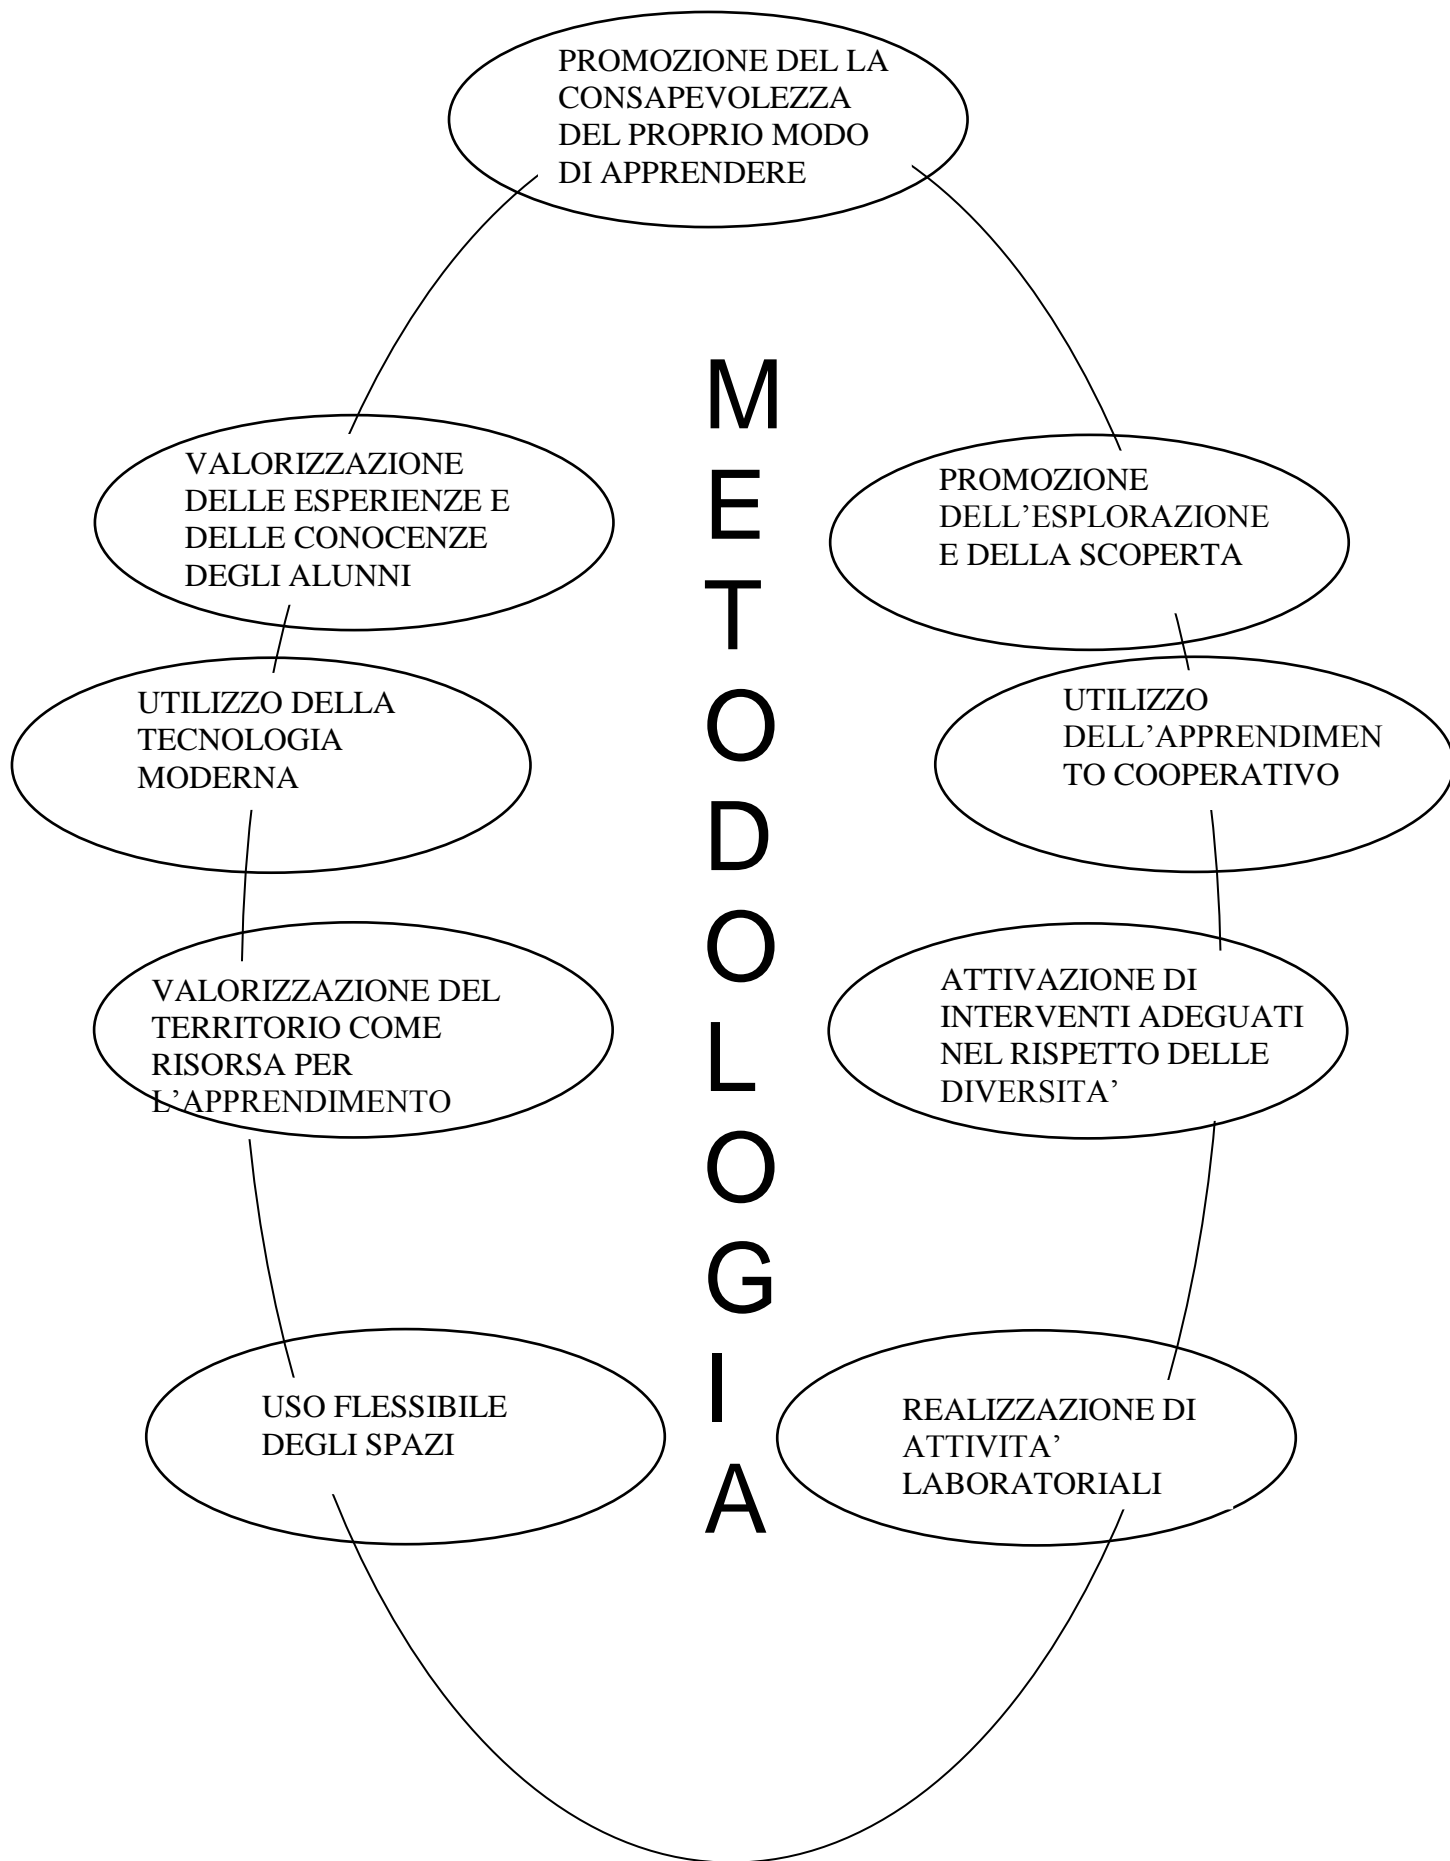 PROMOZIONE DEL LA
CONSAPEVOLEZZA
DEL PROPRIO MODO
DI APPRENDERE
M
E
T
O
D
O
L
O
G
I
A
VALORIZZAZIONE
DELLE ESPERIENZE E
DELLE CONOCENZE
DEGLI ALUNNI
PROMOZIONE
DELL’ESPLORAZIONE
E DELLA SCOPERTA
UTILIZZO DELLA
TECNOLOGIA
MODERNA
UTILIZZO
DELL’APPRENDIMEN
TO COOPERATIVO
VALORIZZAZIONE DEL
TERRITORIO COME
RISORSA PER
L’APPRENDIMENTO
ATTIVAZIONE DI
INTERVENTI ADEGUATI
NEL RISPETTO DELLE
DIVERSITA’
USO FLESSIBILE
DEGLI SPAZI
REALIZZAZIONE DI
ATTIVITA’
LABORATORIALI